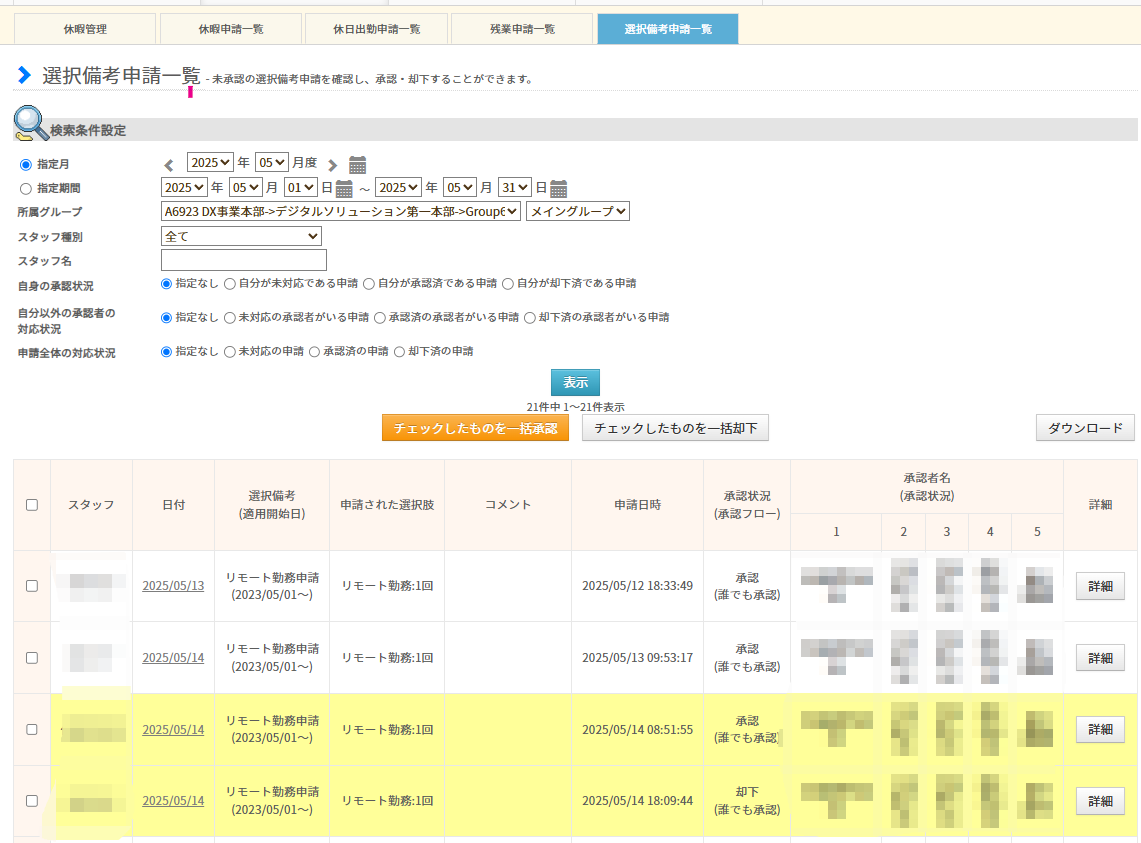 休暇管理 休暇申請一覧 休日出勤申請一覧 残業申請一覧 選択備考申請一覧
選択備考申請一覧 - 未承認の選択備考申請を確認し、承認・却下することができます。
検索条件設定
指定月 2025 年 05 月度
指定期間 2025 年 05 月 01 日 ～ 2025 年 05 月 31 日
所属グループ A6923 DX事業本部->デジタルソリューション第一本部->Group6 メイングループ
スタッフ種別 全て
スタッフ名
自身の承認状況 指定なし 自分が未対応である申請 自分が承認済である申請 自分が却下済である申請
自分以外の承認者の
対応状況 指定なし 未対応の承認者がいる申請 承認済の承認者がいる申請 却下済の承認者がいる申請
申請全体の対応状況 指定なし 未対応の申請 承認済の申請 却下済の申請
表示
21件中 1～21件表示
チェックしたものを一括承認 チェックしたものを一括却下 ダウンロード
スタッフ 日付 選択備考
(適用開始日) 申請された選択肢 コメント 申請日時 承認状況
(承認フロー) 承認者名
(承認状況) 詳細
1 2 3 4 5
2025/05/13 リモート勤務申請
(2023/05/01～) リモート勤務:1回 2025/05/12 18:33:49 承認
(誰でも承認) 詳細
2025/05/14 リモート勤務申請
(2023/05/01～) リモート勤務:1回 2025/05/13 09:53:17 承認
(誰でも承認) 詳細
2025/05/14 リモート勤務申請
(2023/05/01～) リモート勤務:1回 2025/05/14 08:51:55 承認
(誰でも承認) 詳細
2025/05/14 リモート勤務申請
(2023/05/01～) リモート勤務:1回 2025/05/14 18:09:44 却下
(誰でも承認) 詳細